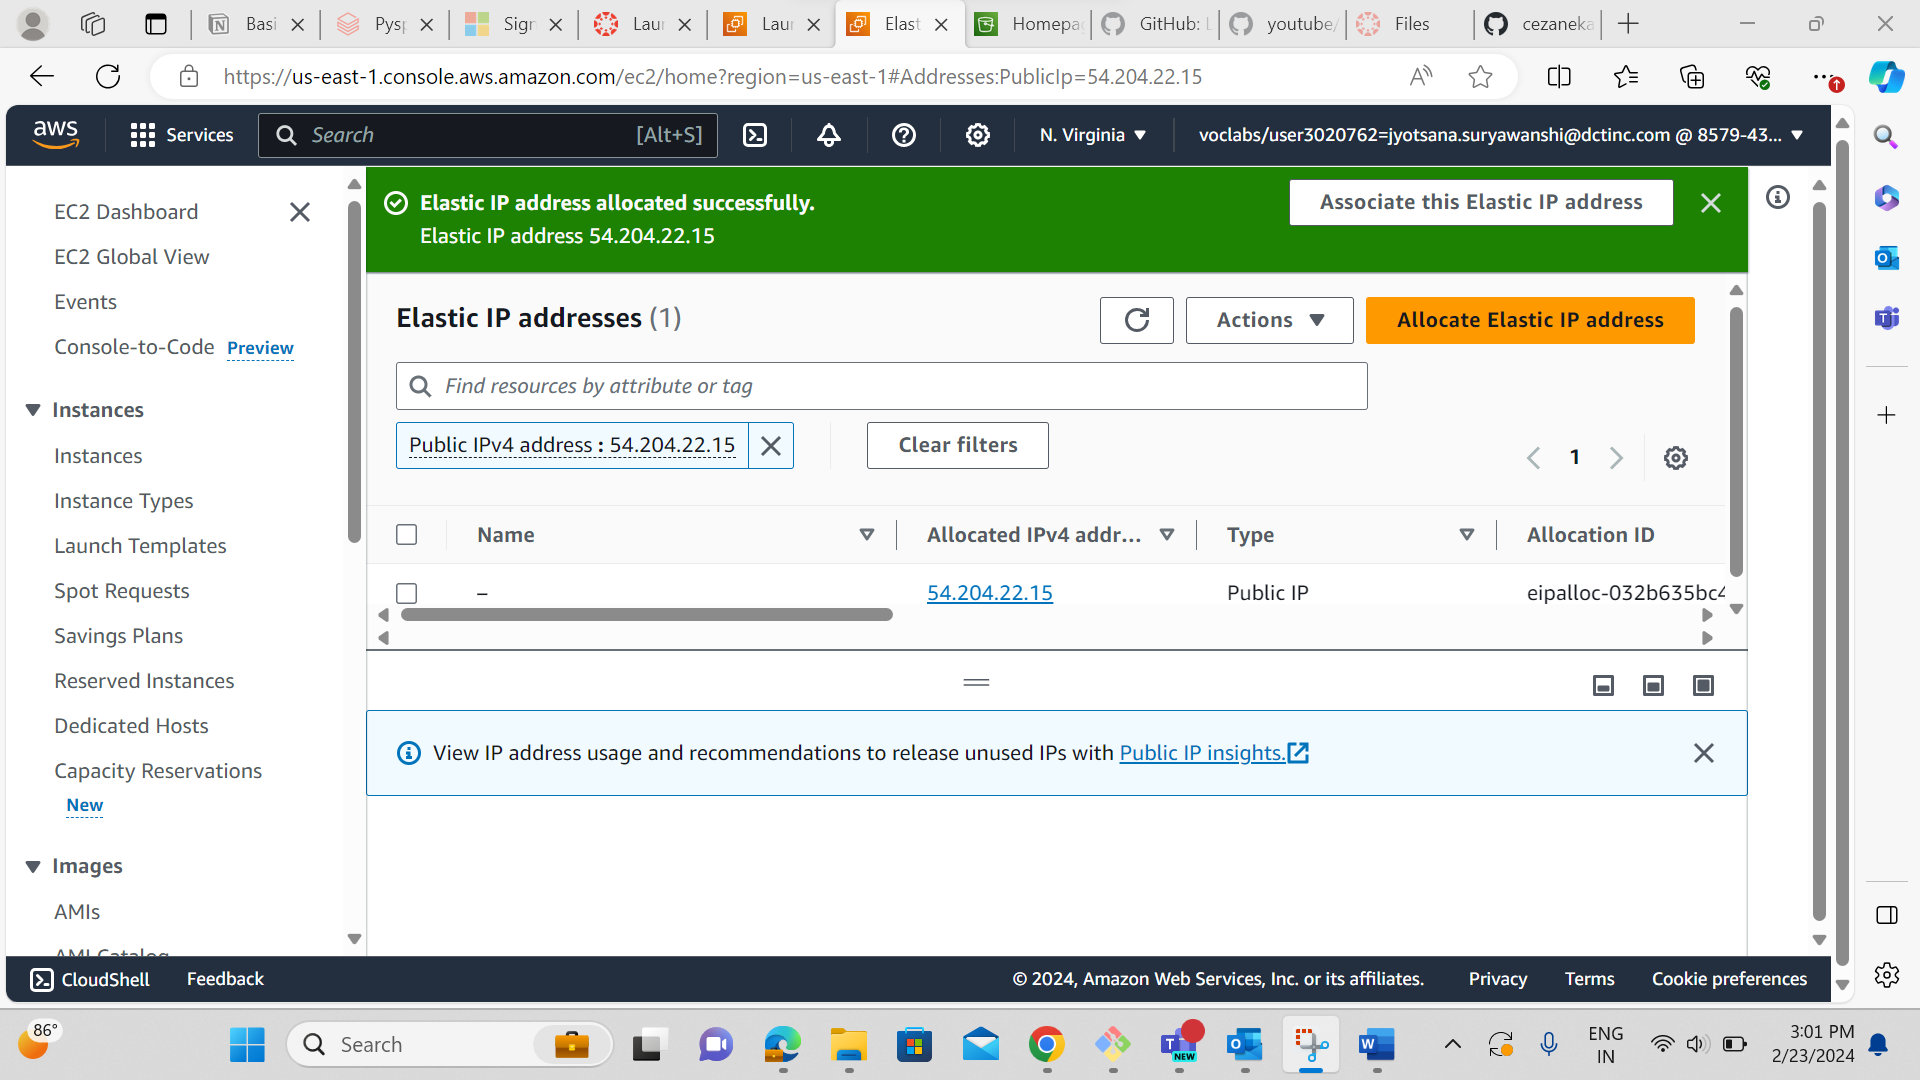 Basi
Pysp
Sign
Laun
Laun
Elast
Homepa
GitHub: L
youtube/
Files
cezaneka
https://us-east-1.console.aws.amazon.com/ec2/home?region=us-east-1#Addresses:PublicIp=54.204.22.15
aws
Services
Search
[Alt+S]
N. Virginia
voclabs/user3020762=jyotsana.suryawanshi@dctinc.com @ 8579-43...
EC2 Dashboard
EC2 Global View
Events
Console-to-Code Preview
Instances
Instances
Instance Types
Launch Templates
Spot Requests
Savings Plans
Reserved Instances
Dedicated Hosts
Capacity Reservations
New
Images
AMIs
AMI Catalog
Elastic IP address allocated successfully.
Elastic IP address 54.204.22.15
Associate this Elastic IP address
Elastic IP addresses (1)
Actions
Allocate Elastic IP address
Find resources by attribute or tag
Public IPv4 address : 54.204.22.15
Clear filters
1
Name
Allocated IPv4 addr...
Type
Allocation ID
–
54.204.22.15
Public IP
eipalloc-032b635bc4
View IP address usage and recommendations to release unused IPs with Public IP insights.
CloudShell
Feedback
© 2024, Amazon Web Services, Inc. or its affiliates.
Privacy
Terms
Cookie preferences
86°
Search
NEW
ENG
IN
3:01 PM
2/23/2024